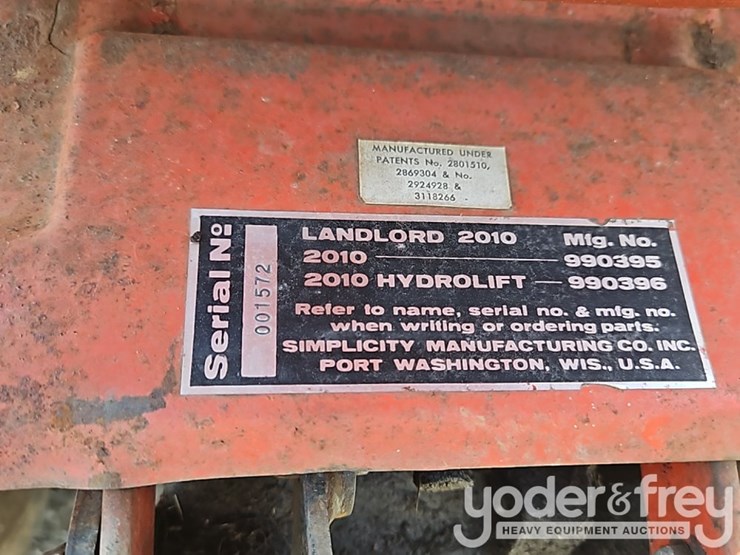 MANUFACTURED UNDER
PATENTS No. 2801510,
2869304 & No.
2924928 &
3118266
Serial No
001572
LANDLORD 2010 Mfg. No.
2010 — 990395
2010 HYDROLIFT — 990396
Refer to name, serial no. & mfg. no.
when writing or ordering parts.
SIMPLICITY MANUFACTURING CO. INC.
PORT WASHINGTON, WIS., U.S.A.
yoder&frey
HEAVY EQUIPMENT AUCTIONS